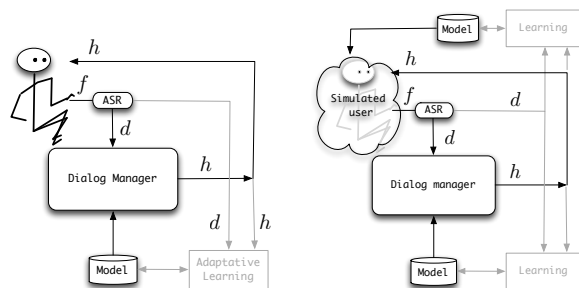 h
f
ASR
d
Dialog Manager
h
d
h
Model
Adaptative
Learning
Model
Learning
h
Simulated
user
f
ASR
d
d
Dialog manager
h
Model
Learning